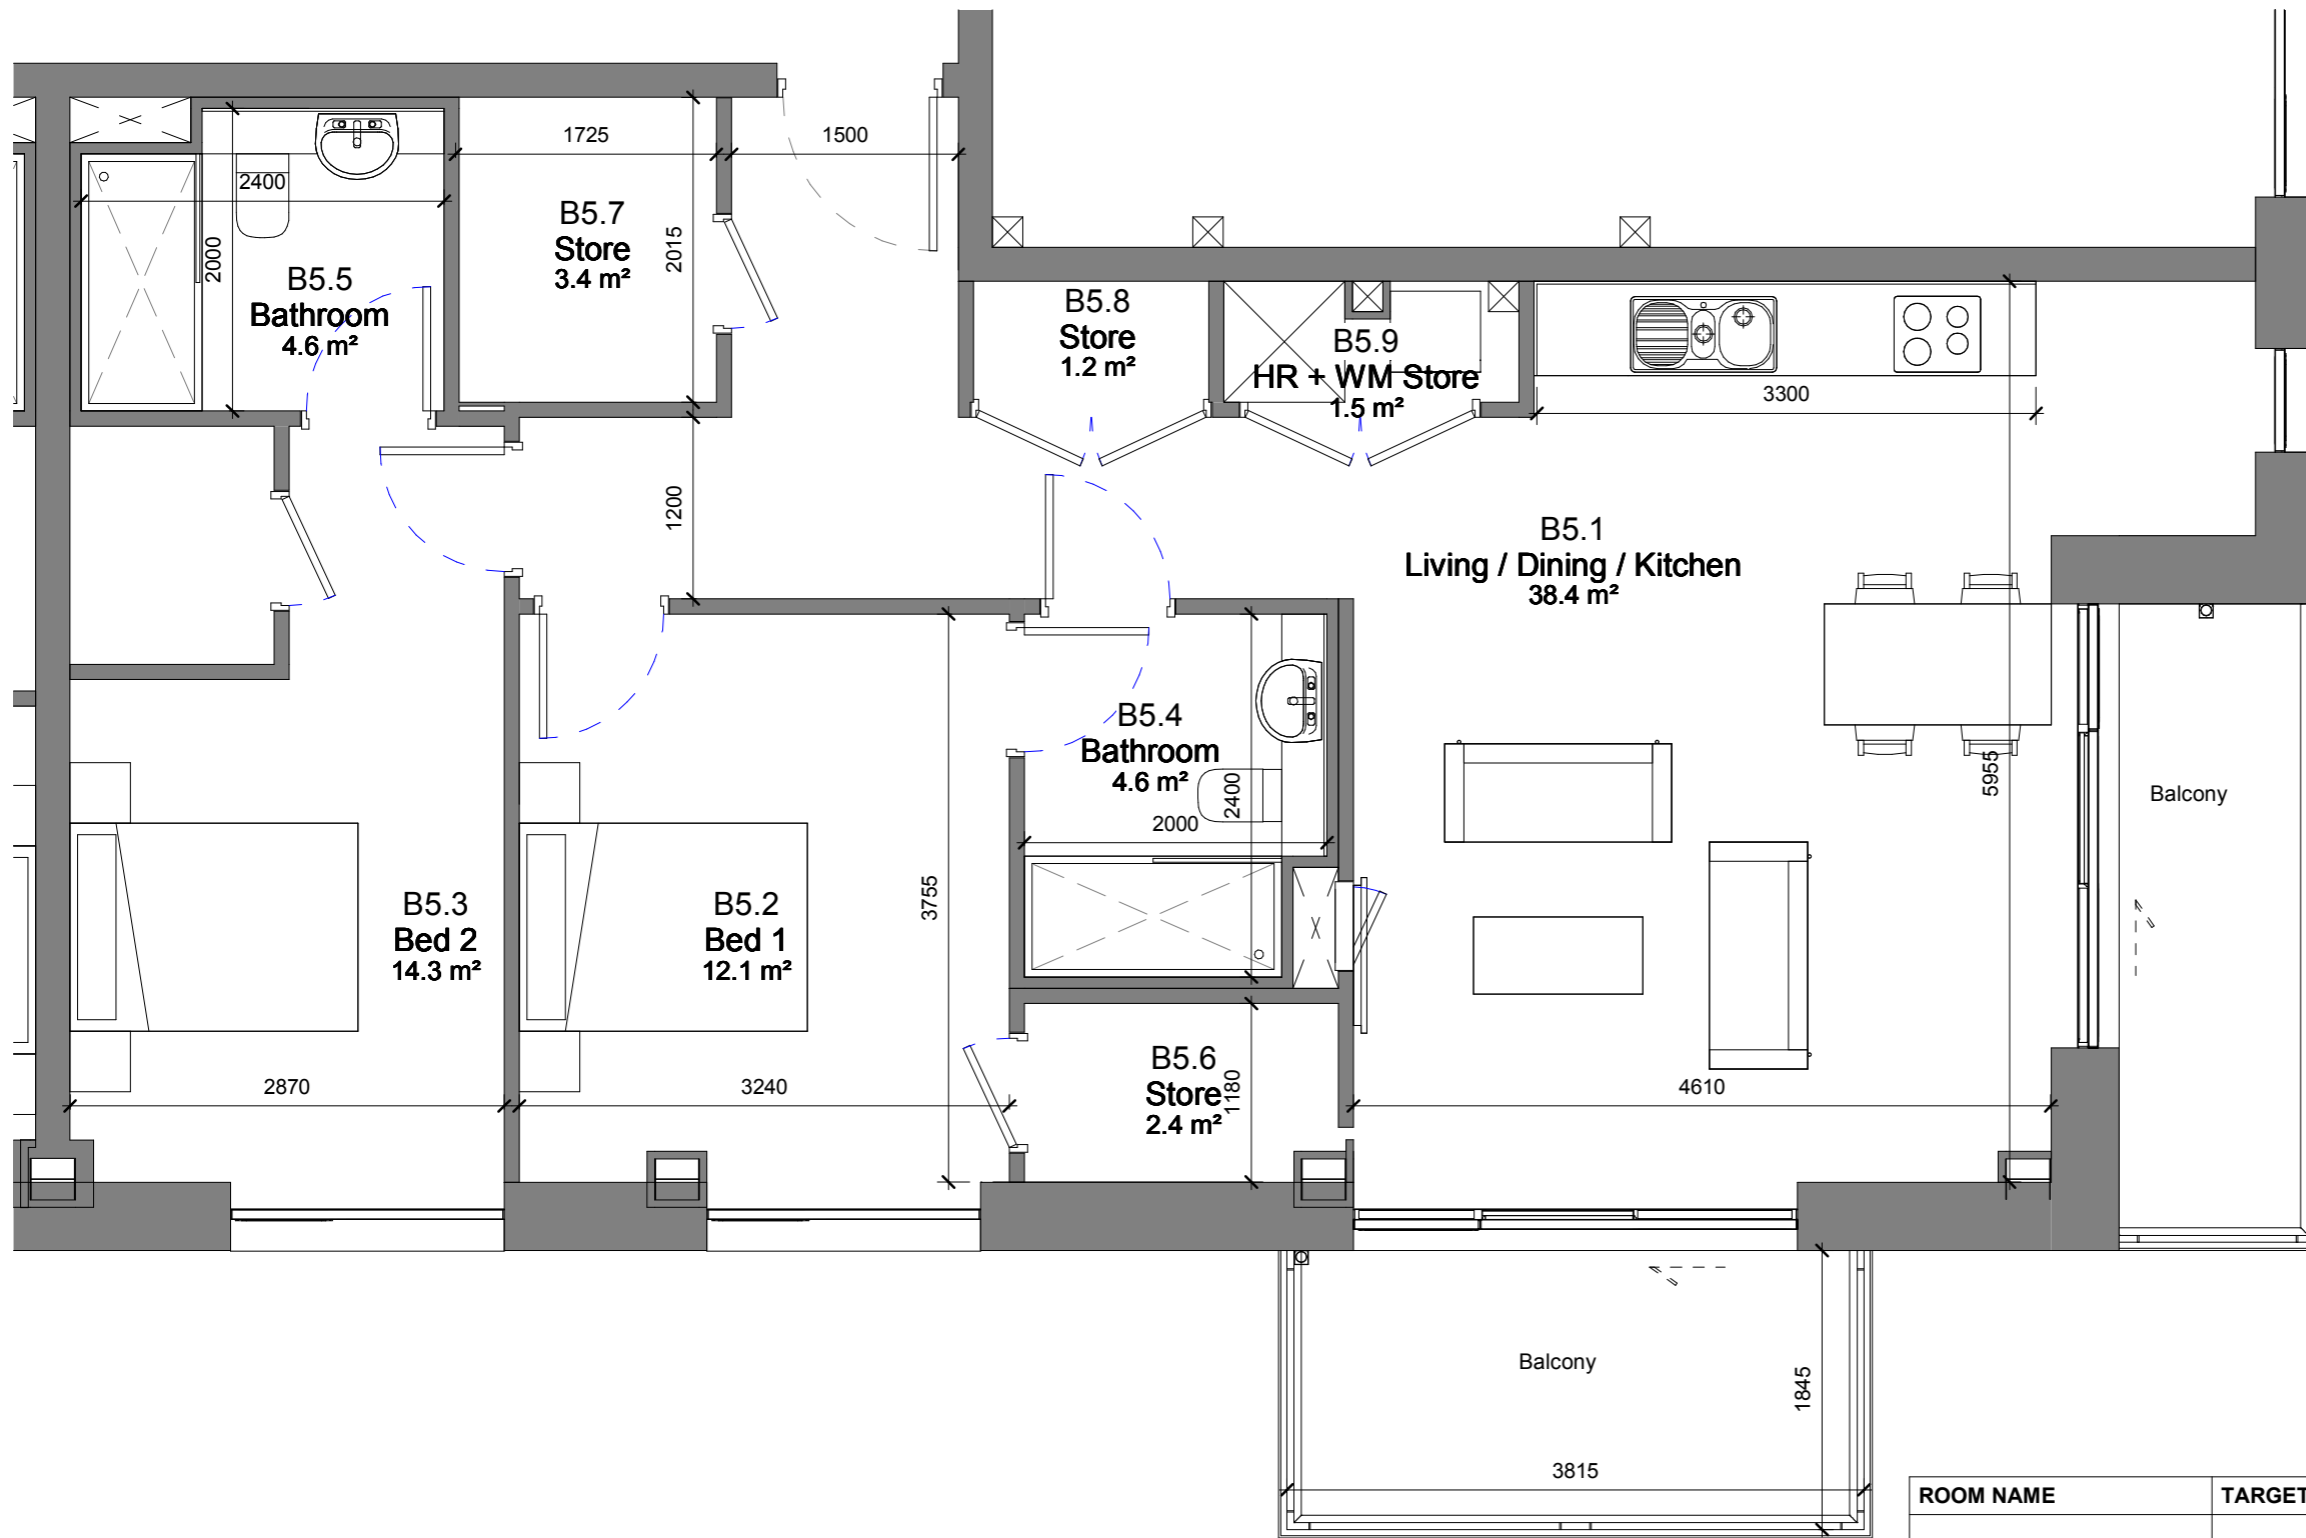 1725
1500
2400
2000
B5.5
Bathroom
4.6 m²
B5.7
Store
3.4 m²
2015
B5.8
Store
1.2 m²
B5.9
HR + WM Store
1.5 m²
3300
1200
B5.1
Living / Dining / Kitchen
38.4 m²
B5.4
Bathroom
4.6 m²
2400
2000
5955
Balcony
B5.3
Bed 2
14.3 m²
B5.2
Bed 1
12.1 m²
3755
B5.6
Store
2.4 m²
1180
2870
3240
4610
Balcony
1845
3815
ROOM NAME
TARGET